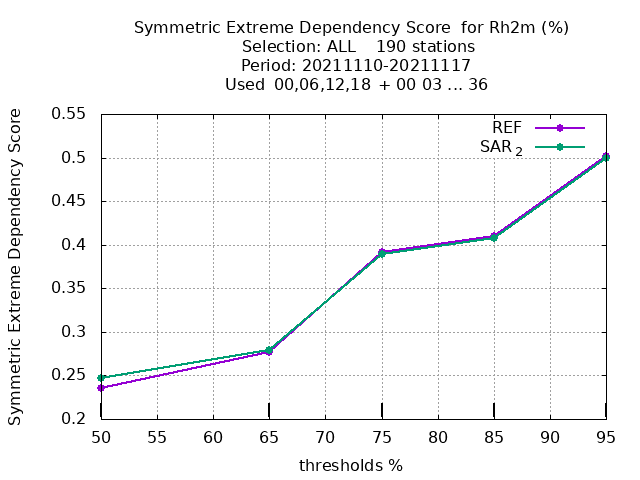 Symmetric Extreme Dependency Score  for Rh2m (%)
Selection: ALL    190 stations
Period: 20211110-20211117
Used  00,06,12,18  + 00 03 ... 36
Symmetric Extreme Dependency Score
0.55
0.5
0.45
0.4
0.35
0.3
0.25
0.2
REF
SAR 2
50 55 60 65 70 75 80 85 90 95
thresholds %